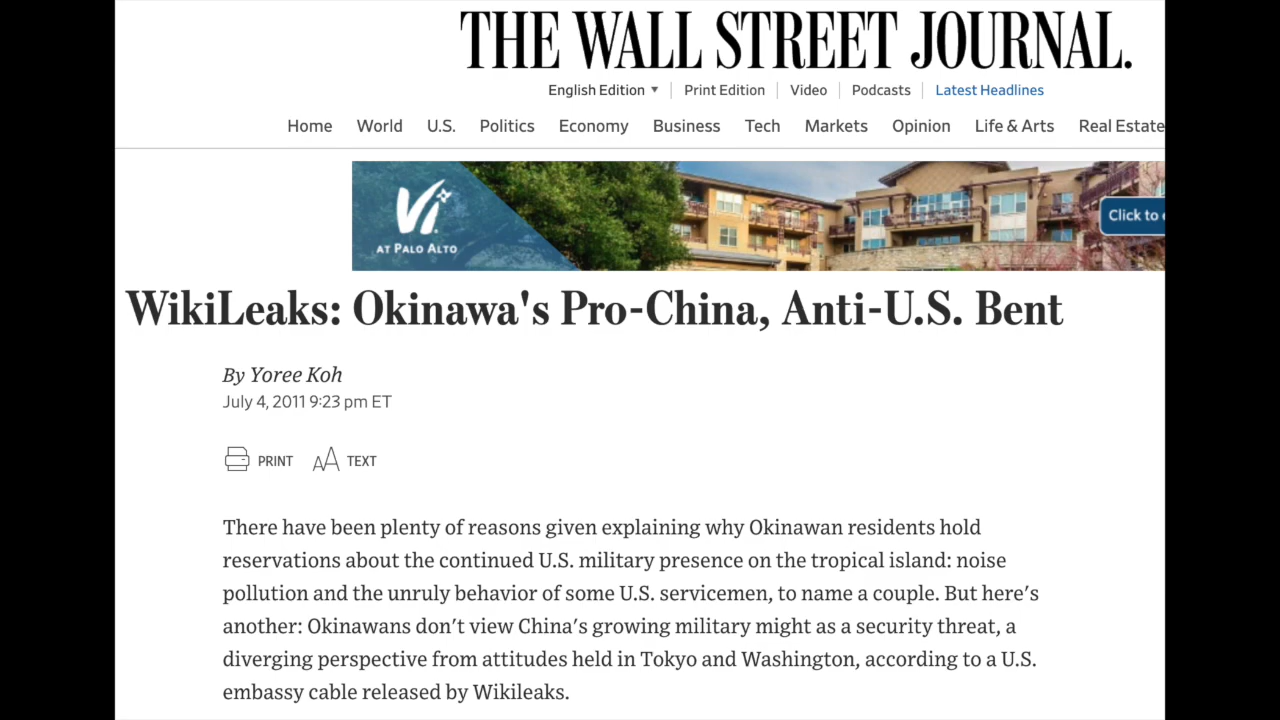 THE WALL STREET JOURNAL.
English Edition ▼ | Print Edition | Video | Podcasts | Latest Headlines
Home World U.S. Politics Economy Business Tech Markets Opinion Life & Arts Real Estate
Vi
AT PALO ALTO
Click to
WikiLeaks: Okinawa's Pro-China, Anti-U.S. Bent
By Yoree Koh
July 4, 2011 9:23 pm ET
PRINT AA TEXT
There have been plenty of reasons given explaining why Okinawan residents hold
reservations about the continued U.S. military presence on the tropical island: noise
pollution and the unruly behavior of some U.S. servicemen, to name a couple. But here's
another: Okinawans don't view China's growing military might as a security threat, a
diverging perspective from attitudes held in Tokyo and Washington, according to a U.S.
embassy cable released by Wikileaks.